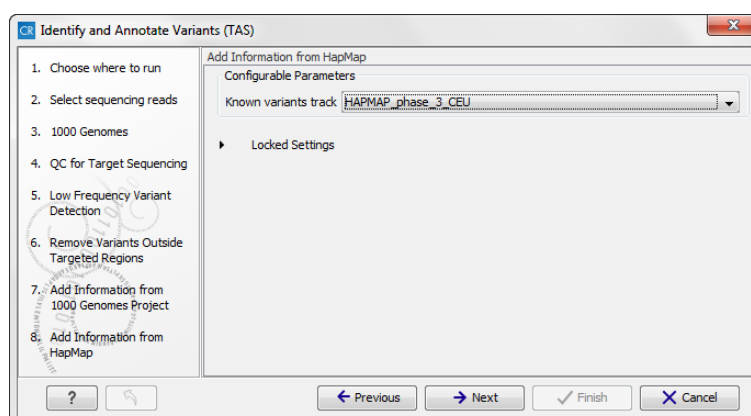 CR Identify and Annotate Variants (TAS)
x
1. Choose where to run
2. Select sequencing reads
3. 1000 Genomes
4. QC for Target Sequencing
5. Low Frequency Variant
Detection
6. Remove Variants Outside
Targeted Regions
7. Add Information from
1000 Genomes Project
8. Add Information from
HapMap
Add Information from HapMap
Configurable Parameters
Known variants track HAPMAP_phase_3_CEU
Locked Settings
? Previous Next Finish Cancel